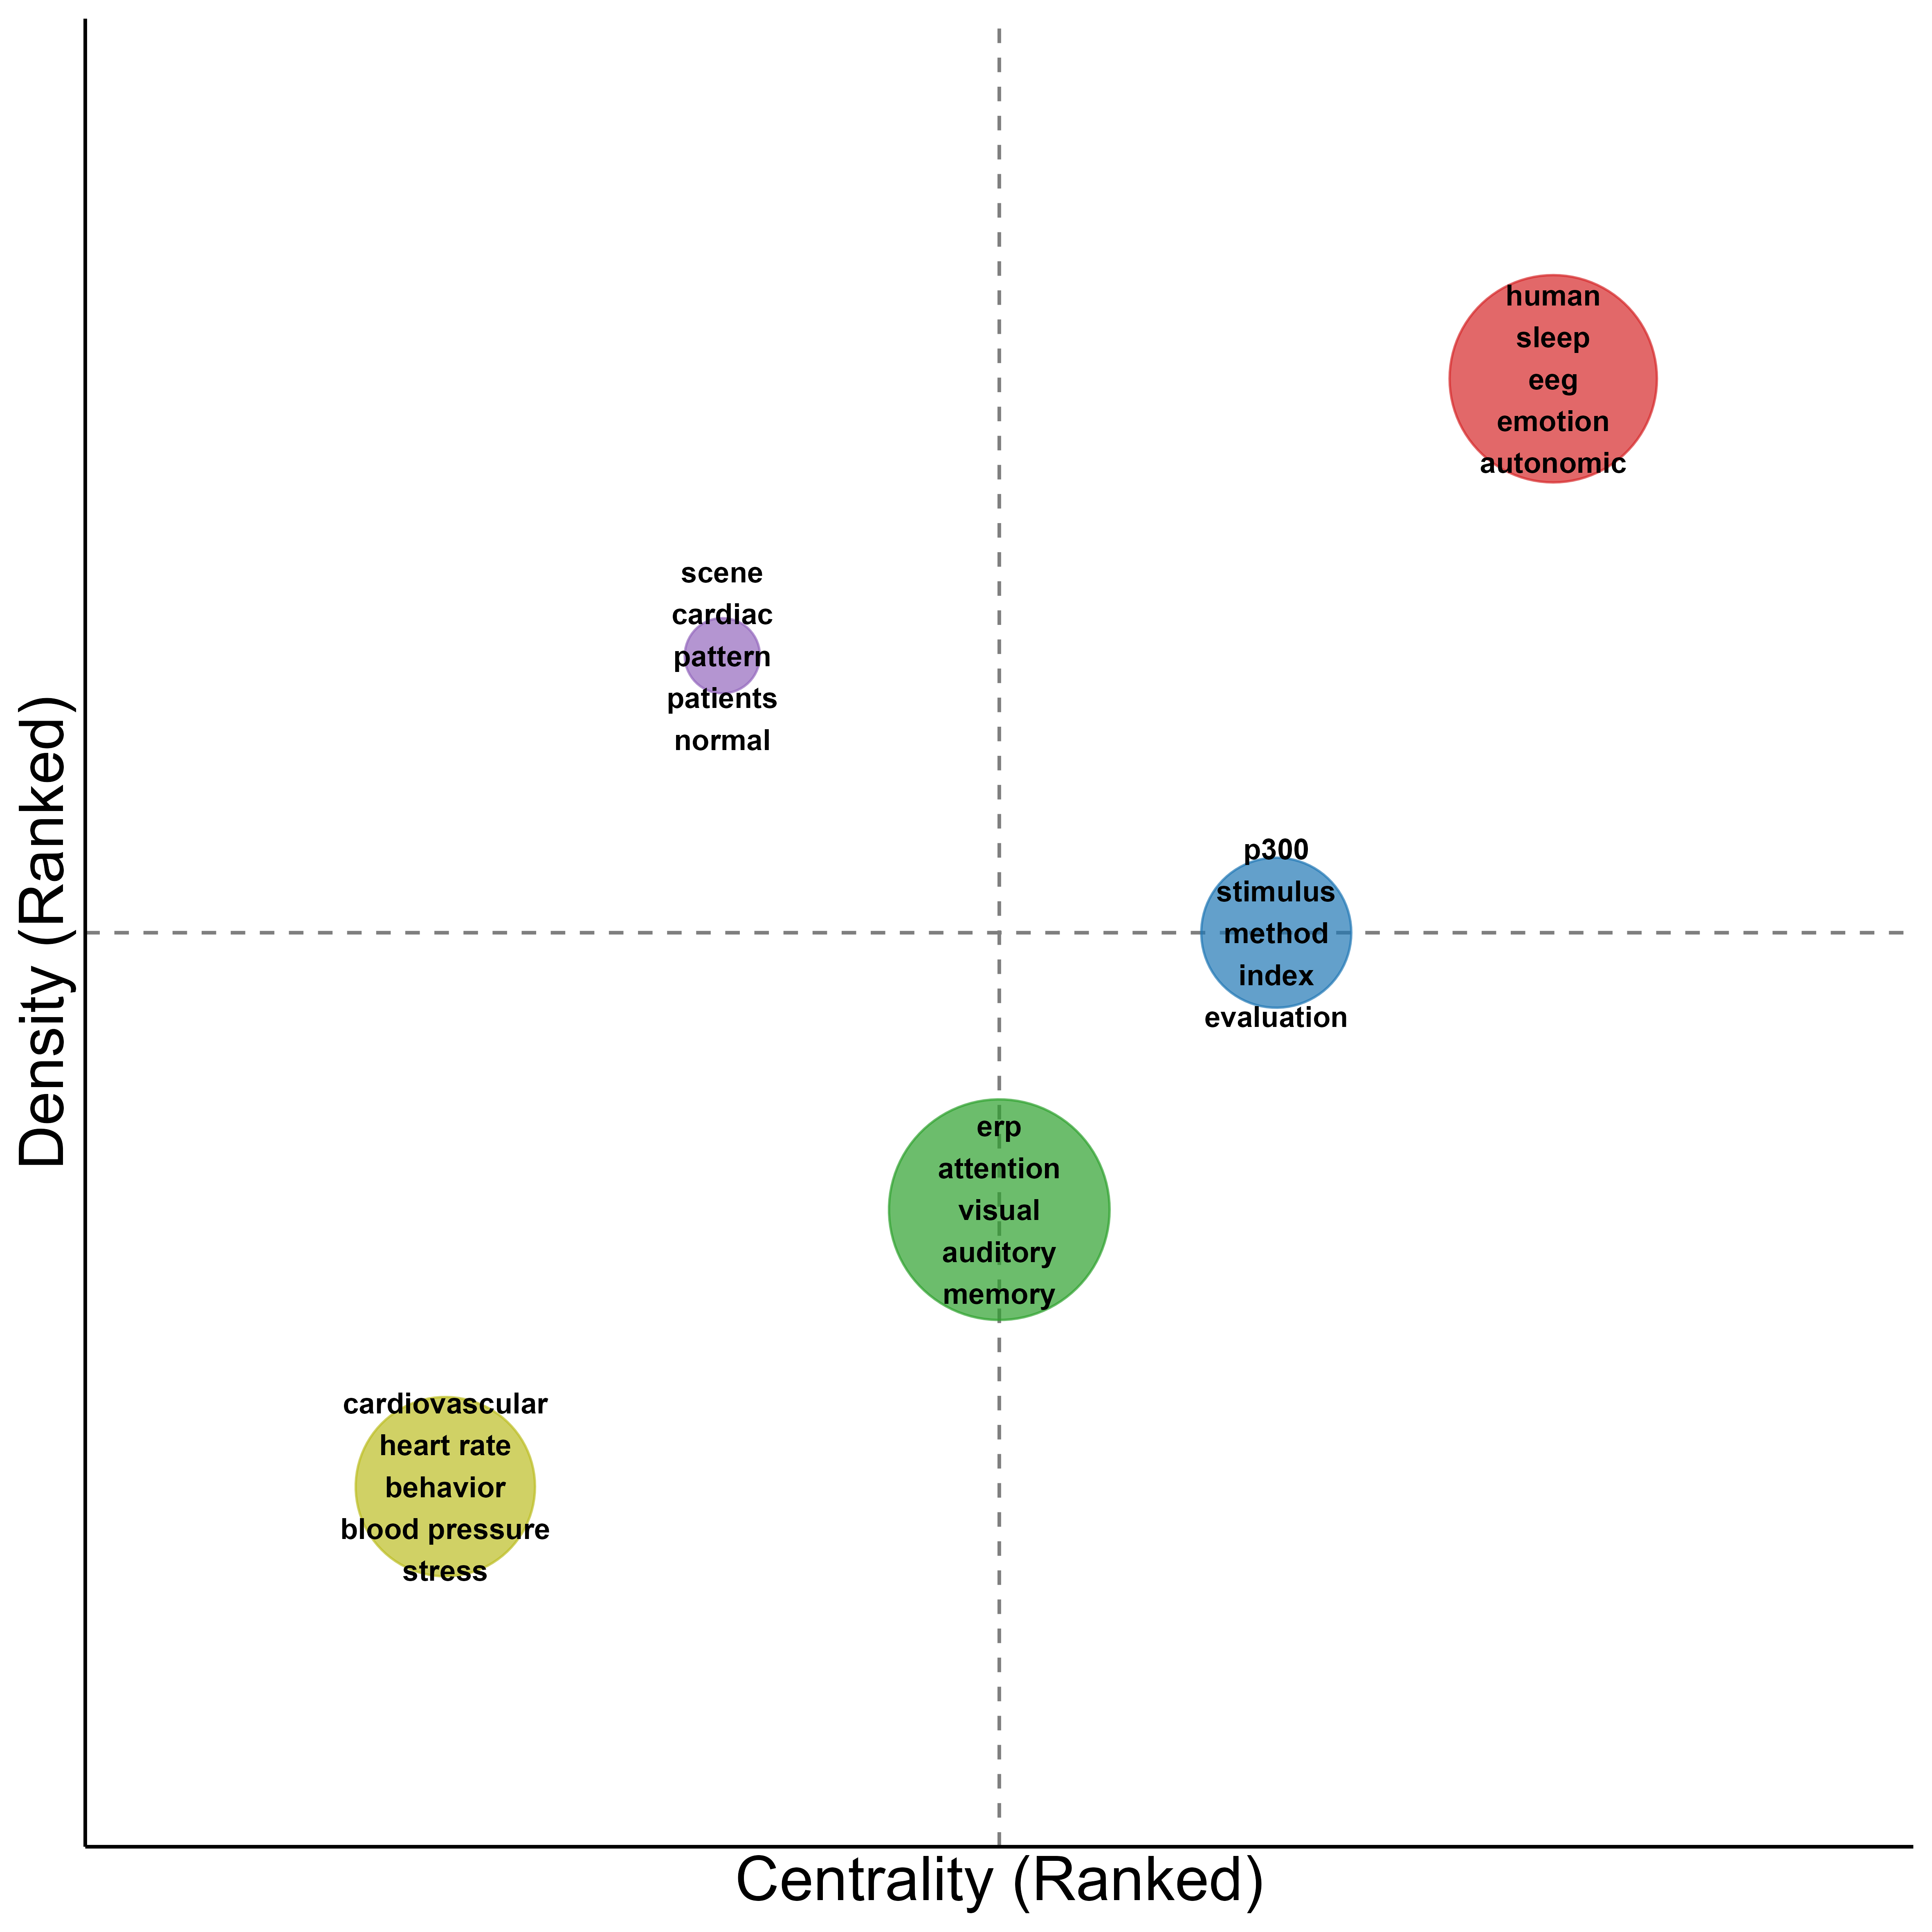 human
sleep
eeg
emotion
autonomic
scene
cardiac
pattern
patients
normal
p300
stimulus
method
index
evaluation
erp
attention
visual
auditory
memory
cardiovascular
heart rate
behavior
blood pressure
stress
Density (Ranked)
Centrality (Ranked)